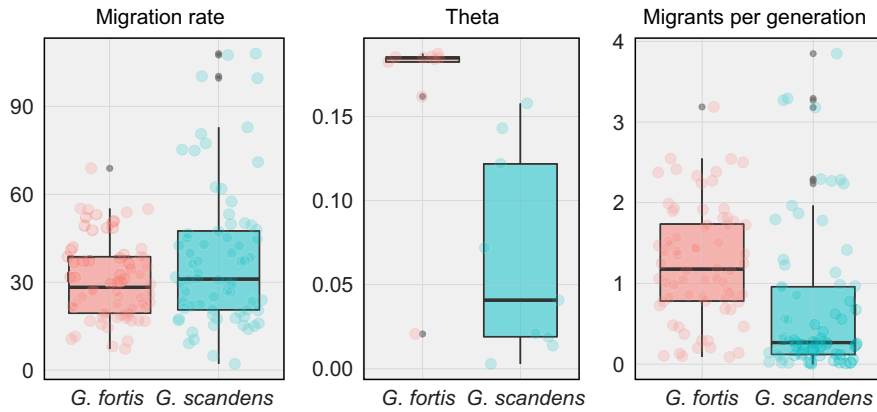 Migration rate
Theta
Migrants per generation
90
60
30
0
0.15
0.10
0.05
0.00
4
3
2
1
0
G. fortis G. scandens
G. fortis G. scandens
G. fortis G. scandens